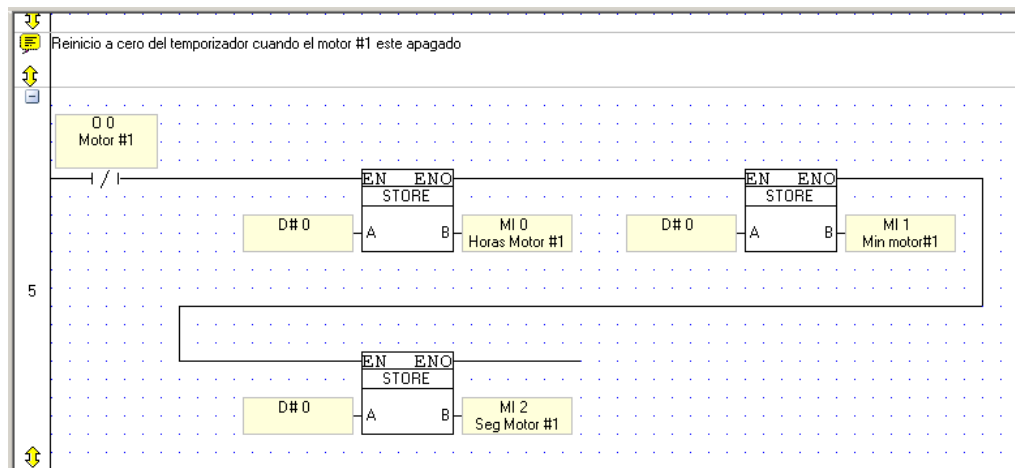 Reinicio a cero del temporizador cuando el motor #1 este apagado
O 0
Motor #1
EN ENO
STORE
D# 0
A
B
MI 0
Horas Motor #1
EN ENO
STORE
D# 0
A
B
MI 1
Min motor#1
5
EN ENO
STORE
D# 0
A
B
MI 2
Seg Motor #1